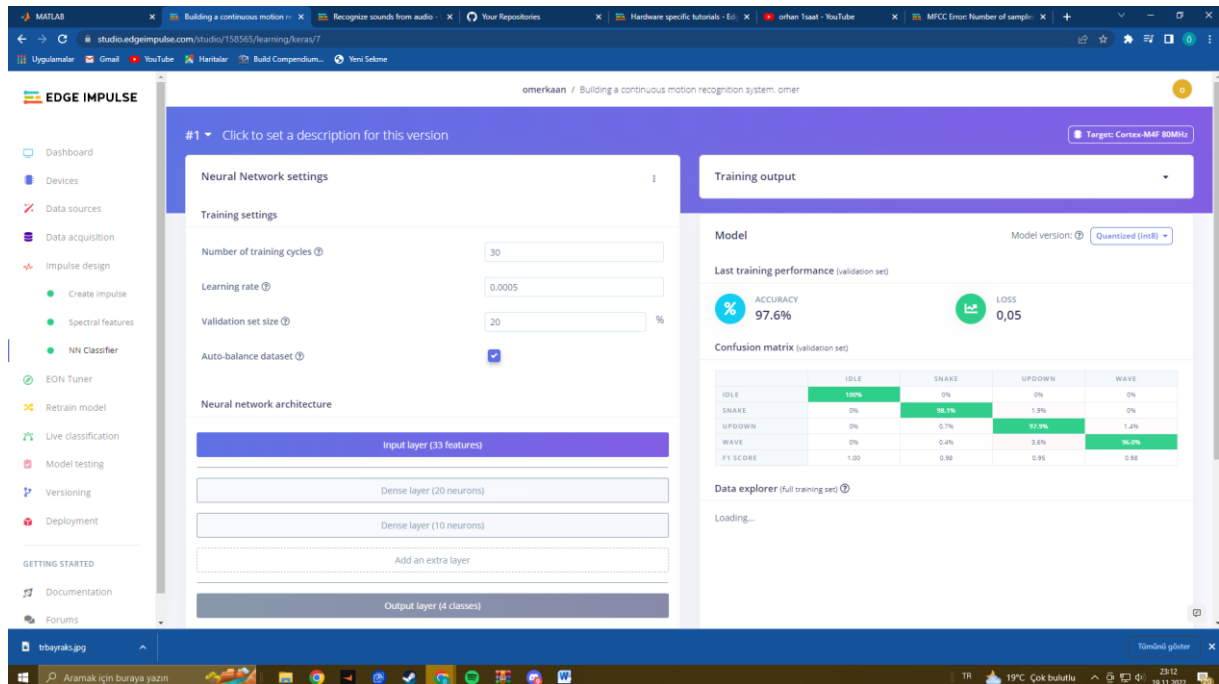 MATLAB
Building a continuous motion re
Recognize sounds from audio -
Your Repositories
Hardware specific tutorials - Ed
orhan 1saat - YouTube
MFCC Error: Number of sample
studio.edgeimpulse.com/studio/158565/learning/keras/7
Uygulamalar Gmail YouTube Haritalar Build Compendium... Yeni Sekme
EDGE IMPULSE
omerkaan / Building a continuous motion recognition system. omer
o
#1 Click to set a description for this version
Target: Cortex-M4F 80MHz
Dashboard
Devices
Data sources
Data acquisition
Impulse design
Create impulse
Spectral features
NN Classifier
EON Tuner
Retrain model
Live classification
Model testing
Versioning
Deployment
GETTING STARTED
Documentation
Forums
Neural Network settings
Training settings
Number of training cycles 30
Learning rate 0.0005
Validation set size 20 %
Auto-balance dataset
Neural network architecture
Input layer (33 features)
Dense layer (20 neurons)
Dense layer (10 neurons)
Add an extra layer
Output layer (4 classes)
Training output
Model
Model version: Quantized (int8)
Last training performance (validation set)
% ACCURACY
97.6%
LOSS
0,05
Confusion matrix (validation set)
IDLE SNAKE UPDOWN WAVE
IDLE 100% 0% 0% 0%
SNAKE 0% 98.1% 1.9% 0%
UPDOWN 0% 0.7% 97.9% 1.4%
WAVE 0% 0.4% 3.6% 96.0%
F1 SCORE 1.00 0.98 0.95 0.98
Data explorer (full training set)
Loading...
trbayraks.jpg
Tümünü göster
Aramak için buraya yazın
TR 19°C Çok bulutlu 23:12
19.11.2022